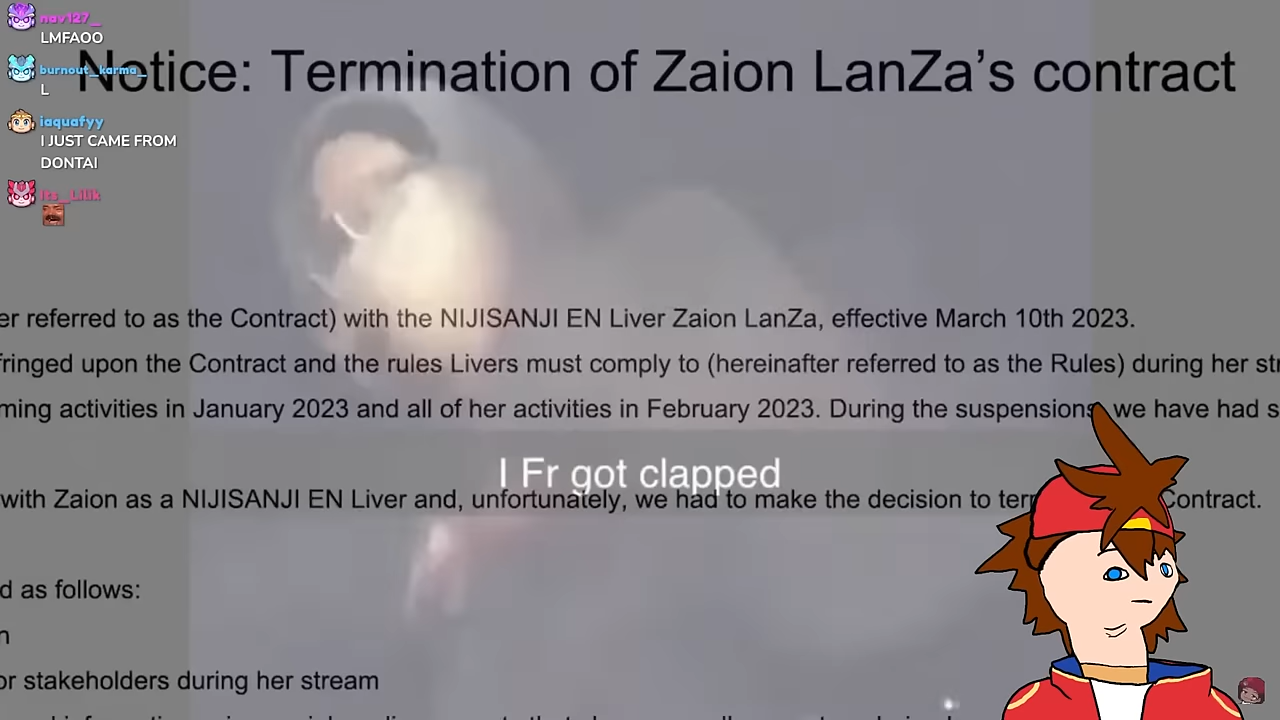 nav127_
LMFAOO
burnout_karma_
L
iaquafyy
I JUST CAME FROM
DONTAI
Its_Lilik
Notice: Termination of Zaion LanZa’s contract
er referred to as the Contract) with the NIJISANJI EN Liver Zaion LanZa, effective March 10th 2023.
fringed upon the Contract and the rules Livers must comply to (hereinafter referred to as the Rules) during her str
ming activities in January 2023 and all of her activities in February 2023. During the suspensions, we have had s
I Fr got clapped
with Zaion as a NIJISANJI EN Liver and, unfortunately, we had to make the decision to ter Contract.
d as follows:
n
or stakeholders during her stream